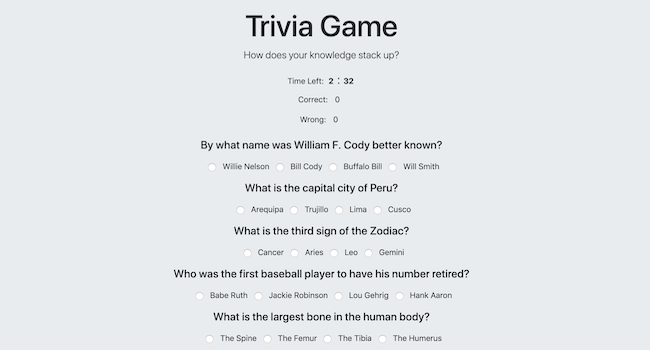 Trivia Game
How does your knowledge stack up?
Time Left: 2 : 32
Correct: 0
Wrong: 0
By what name was William F. Cody better known?
Willie Nelson Bill Cody Buffalo Bill Will Smith
What is the capital city of Peru?
Arequipa Trujillo Lima Cusco
What is the third sign of the Zodiac?
Cancer Aries Leo Gemini
Who was the first baseball player to have his number retired?
Babe Ruth Jackie Robinson Lou Gehrig Hank Aaron
What is the largest bone in the human body?
The Spine The Femur The Tibia The Humerus